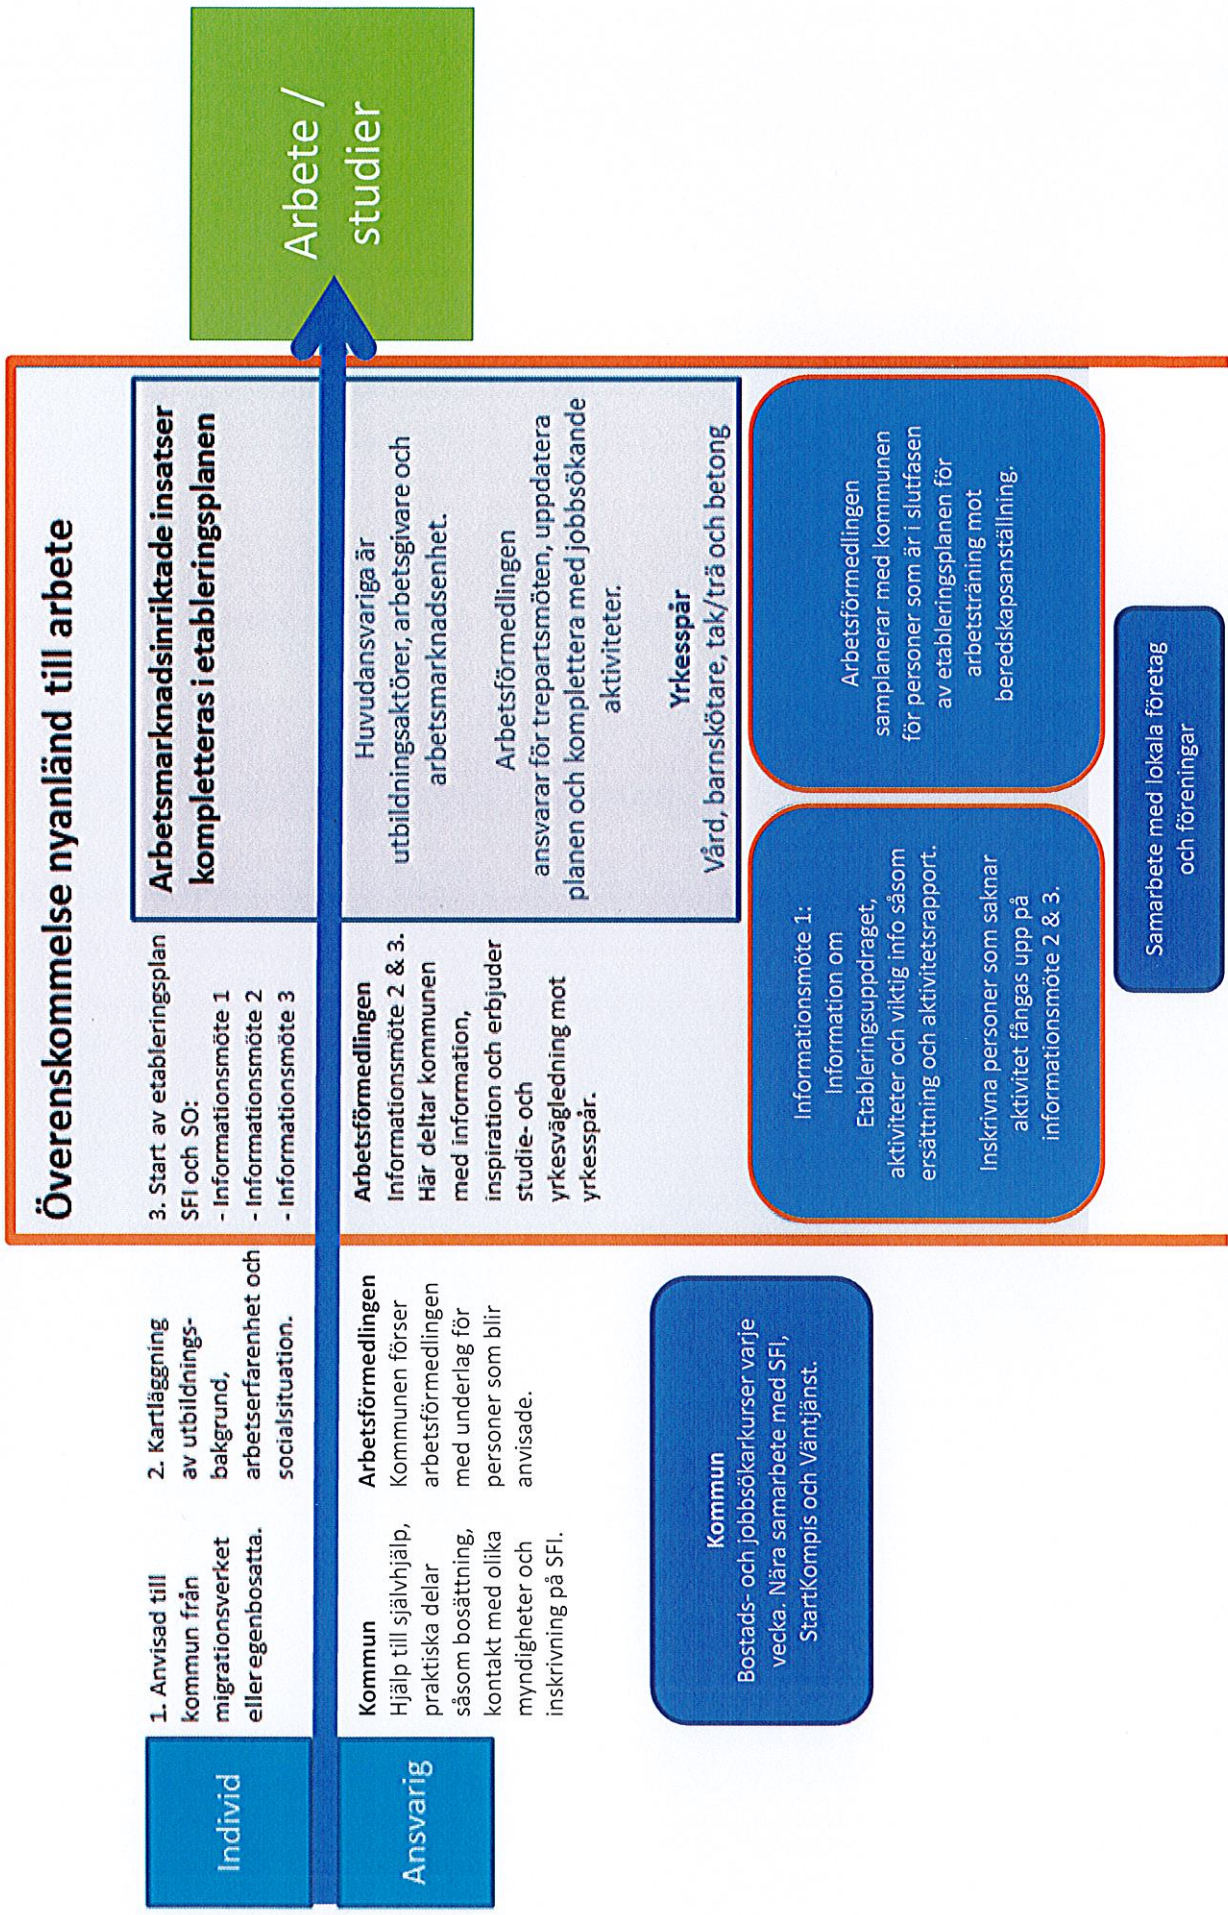 Överenskommelse nyanländ till arbete
Individ
1. Anvisad till
kommun från
migrationsverket
eller egenbosatta.
2. Kartläggning
av utbildnings-
bakgrund,
arbetserfarenhet och
socialsituation.
3. Start av etableringsplan
SFI och SO:
- Informationsmöte 1
- Informationsmöte 2
- Informationsmöte 3
Arbetsmarknadsinriktade insatser
kompletteras i etableringsplanen
Arbete /
studier
Ansvarig
Kommun
Hjälp till självhjälp,
praktiska delar
såsom bosättning,
kontakt med olika
myndigheter och
inskrivning på SFI.
Arbetsförmedlingen
Kommunen förser
arbetsförmedlingen
med underlag för
personer som blir
anvisade.
Arbetsförmedlingen
Informationsmöte 2 & 3.
Här deltar kommunen
med information,
inspiration och erbjuder
studie- och
yrkesvägledning mot
yrkesspår.
Huvudansvariga är
utbildningsaktörer, arbetsgivare och
arbetsmarknadsenhet.
Arbetsförmedlingen
ansvarar för trepartsmöten, uppdatera
planen och komplettera med jobbsökande
aktiviteter.
Yrkesspår
Vård, barnskötare, tak/trä och betong
Kommun
Bostads- och jobbsökarkurser varje
vecka. Nära samarbete med SFI,
StartKompis och Väntjänst.
Informationsmöte 1:
Information om
Etableringsuppdraget,
aktiviteter och viktig info såsom
ersättning och aktivitetsrapport.
Inskrivna personer som saknar
aktivitet fångas upp på
informationsmöte 2 & 3.
Arbetsförmedlingen
samplanerar med kommunen
för personer som är i slutfasen
av etableringsplanen för
arbetsträning mot
beredskapsanställning.
Samarbete med lokala företag
och föreningar